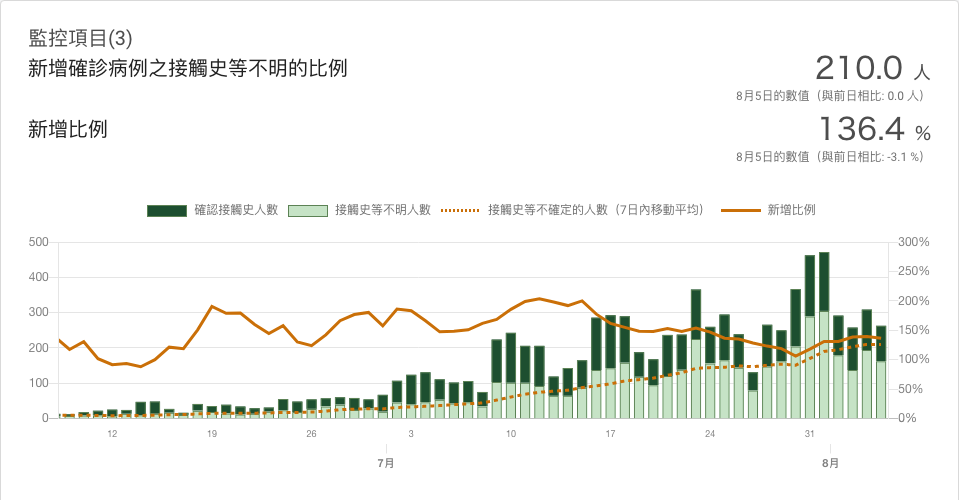 監控項目(3)
新增確診病例之接觸史等不明的比例
210.0 人
8月5日的數值（與前日相比: 0.0 人）
新增比例
136.4 %
8月5日的數值（與前日相比: -3.1 %）
確認接觸史人數 接觸史等不明人數 接觸史等不確定的人數（7日內移動平均） 新增比例
500 300%
250%
400
200%
300
150%
200
100%
100
50%
0 0%
12 19 26 3 10 17 24 31
7月 8月